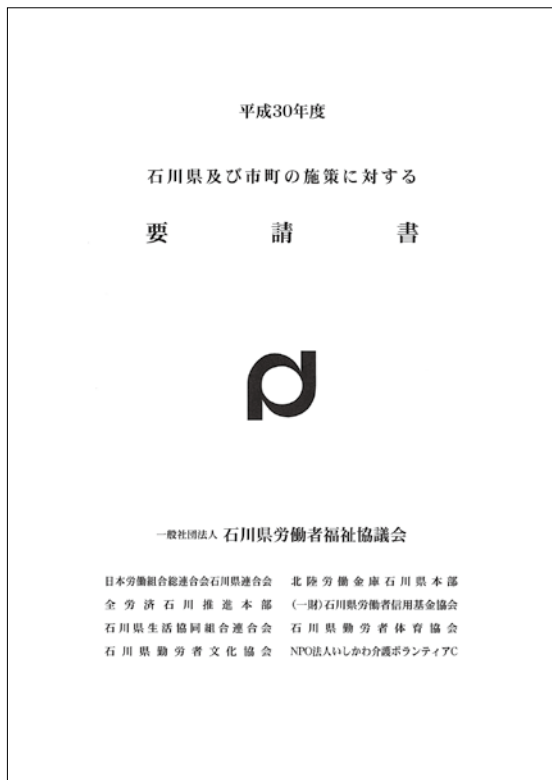 平成30年度
石川県及び市町の施策に対する
要請書
一般社団法人 石川県労働者福祉協議会
日本労働組合総連合会石川県連合会 北陸労働金庫石川県本部
全労済石川推進本部 (一財)石川県労働者信用基金協会
石川県生活協同組合連合会 石川県勤労者体育協会
石川県勤労者文化協会 NPO法人いしかわ介護ボランティアC